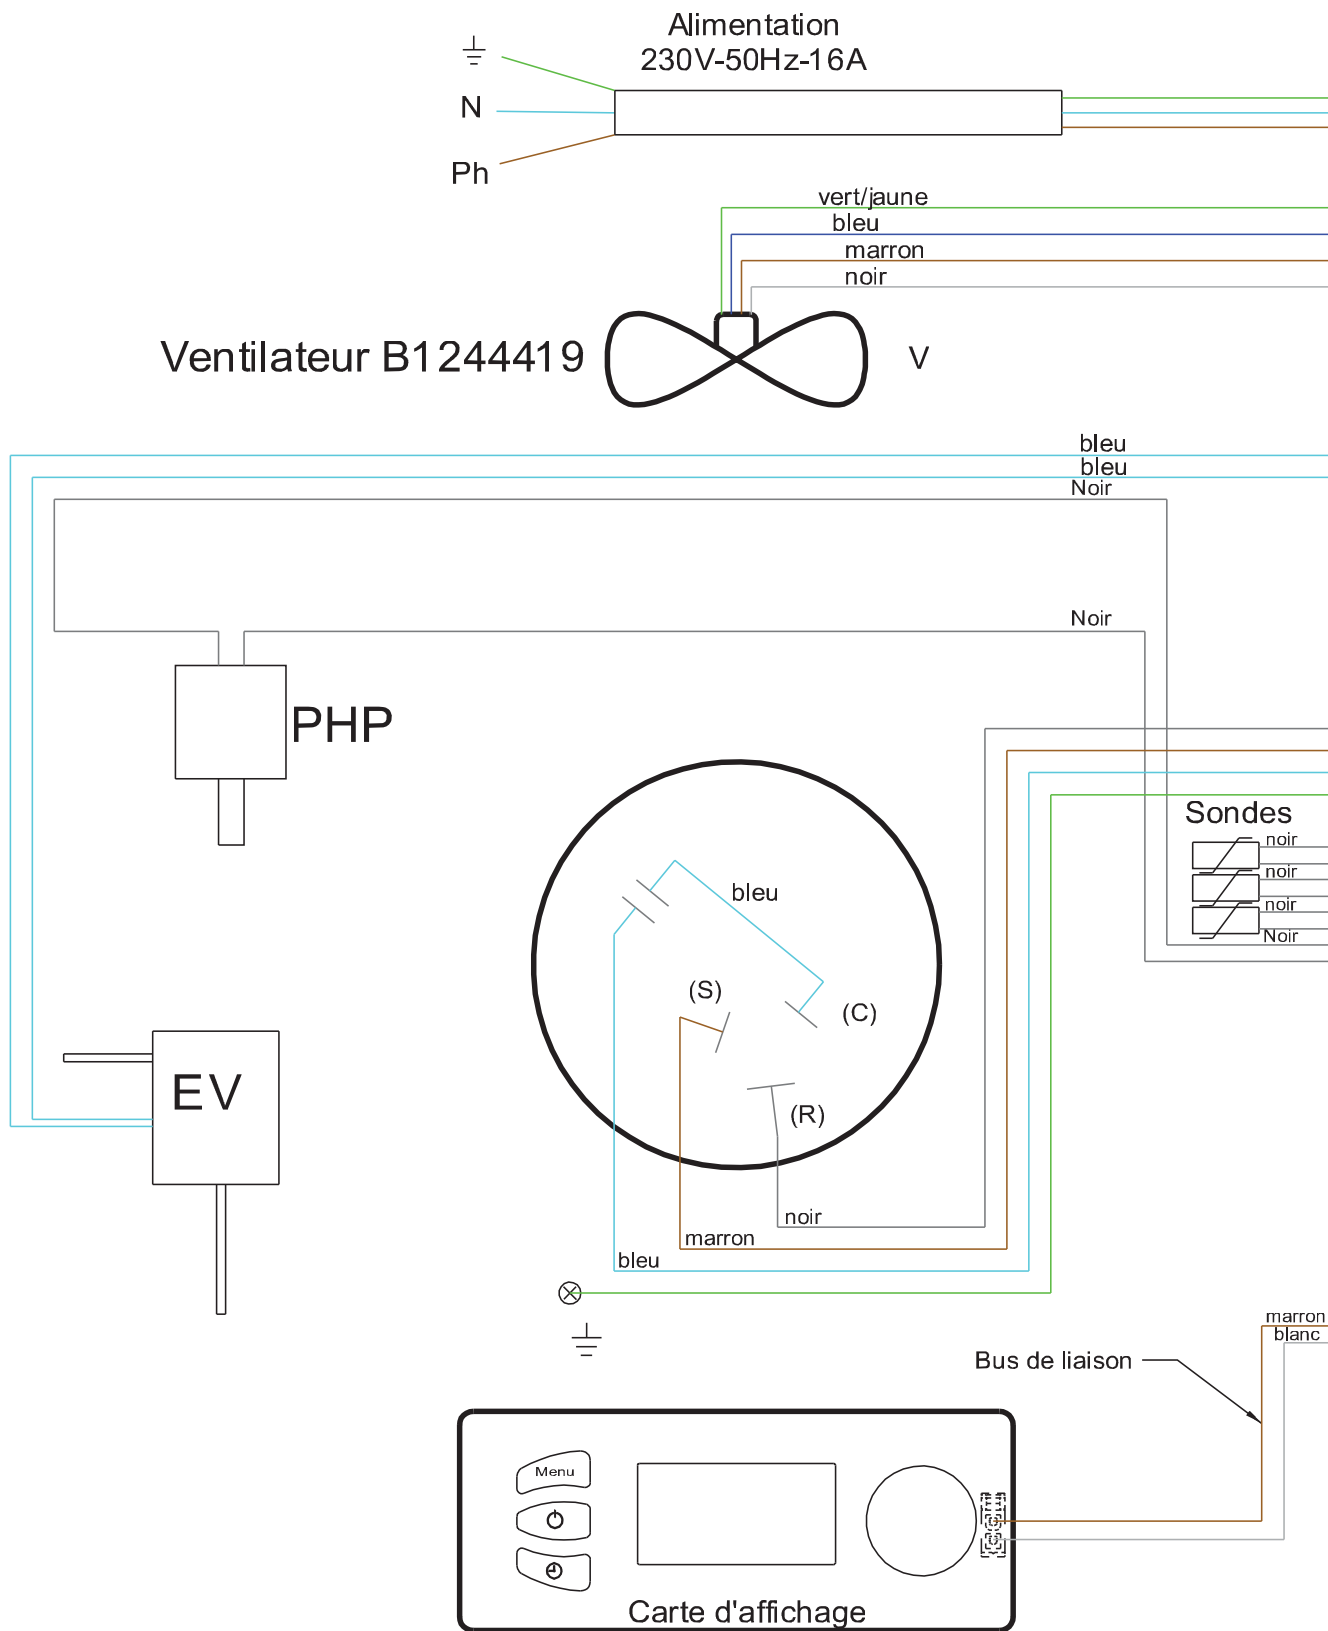 Alimentation
230V-50Hz-16A
N
Ph
vert/jaune
bleu
marron
noir
Ventilateur B1244419
V
bleu
bleu
Noir
Noir
PHP
Sondes
noir
noir
noir
Noir
bleu
(S)
(C)
(R)
EV
noir
marron
bleu
marron
blanc
Bus de liaison
Menu
Carte d'affichage